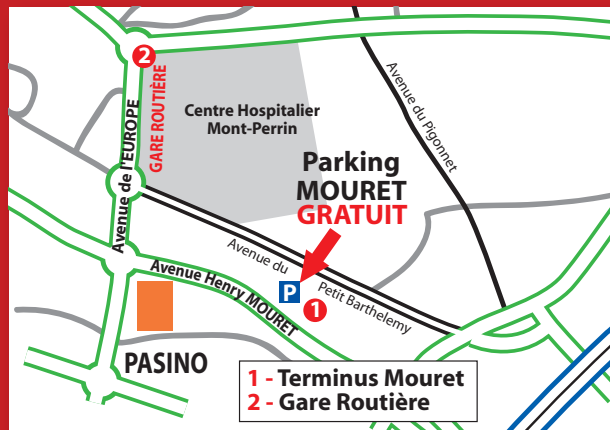 2
GARE ROUTIÈRE
Avenue de l'EUROPE
Centre Hospitalier
Mont-Perrin
Avenue du Pigonnet
Parking
MOURET
GRATUIT
Avenue du
Petit Barthelemy
Avenue Henry MOURET
P
1
PASINO
1 - Terminus Mouret
2 - Gare Routière